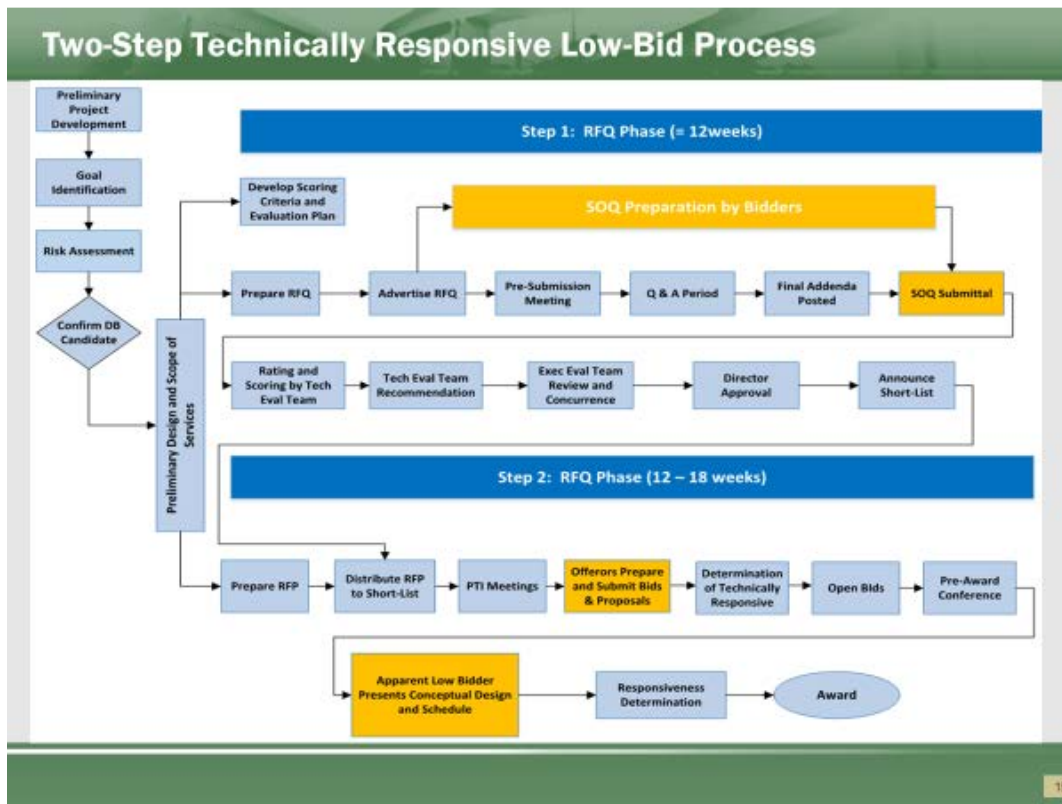 Two-Step Technically Responsive Low-Bid Process
Preliminary
Project
Development
Goal
Identification
Risk Assessment
Confirm DB
Candidate
Preliminary Design and Scope of
Services
Step 1:  RFQ Phase (= 12weeks)
Develop Scoring
Criteria and
Evaluation Plan
SOQ Preparation by Bidders
Prepare RFQ
Advertise RFQ
Pre-Submission
Meeting
Q & A Period
Final Addenda
Posted
SOQ Submittal
Rating and
Scoring by Tech
Eval Team
Tech Eval Team
Recommendation
Exec Eval Team
Review and
Concurrence
Director
Approval
Announce
Short-List
Step 2:  RFQ Phase (12 – 18 weeks)
Prepare RFP
Distribute RFP
to Short-List
PTI Meetings
Offerors Prepare
and Submit Bids
& Proposals
Determination
of Technically
Responsive
Open Bids
Pre-Award
Conference
Apparent Low Bidder
Presents Conceptual Design
and Schedule
Responsiveness
Determination
Award